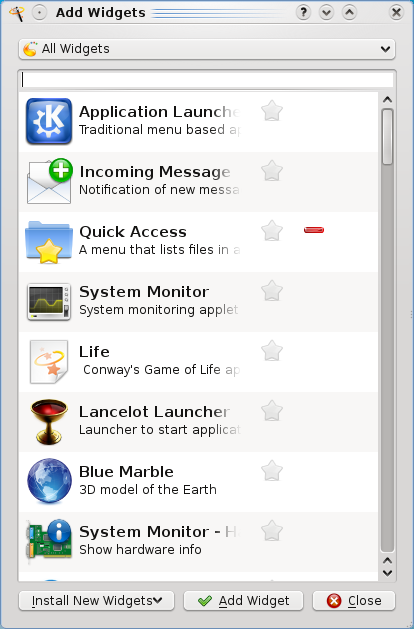 Add Widgets
All Widgets
Application Launche
Traditional menu based a
Incoming Message
Notification of new messa
Quick Access
A menu that lists files in a
System Monitor
System monitoring applet
Life
Conway's Game of Life ap
Lancelot Launcher
Launcher to start applica
Blue Marble
3D model of the Earth
System Monitor - H
Show hardware info
Install New Widgets
Add Widget
Close